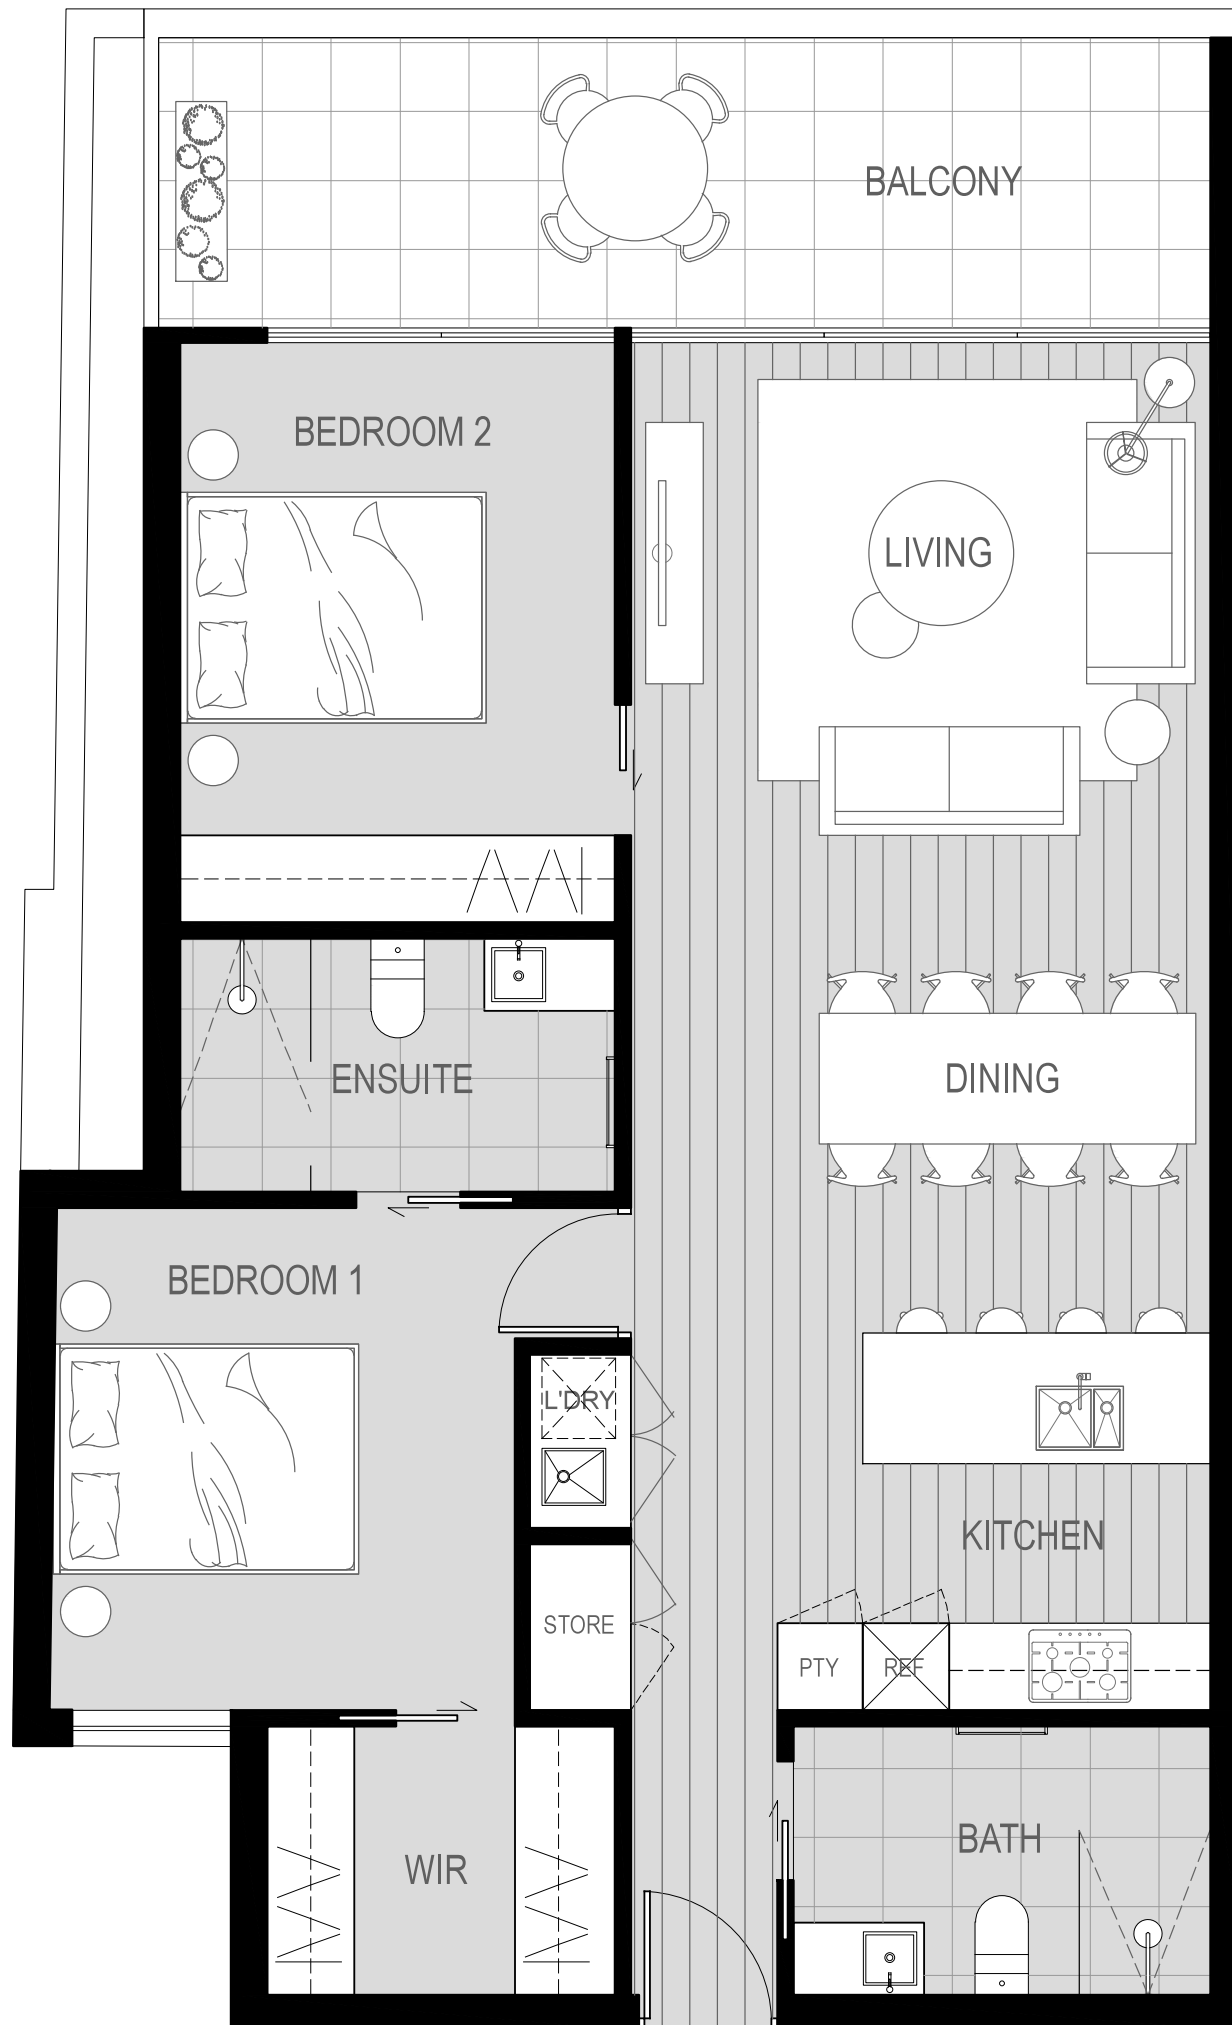 BALCONY
BEDROOM 2
LIVING
ENSUITE
DINING
BEDROOM 1
L'DRY
KITCHEN
STORE
PTY
REF
BATH
WIR